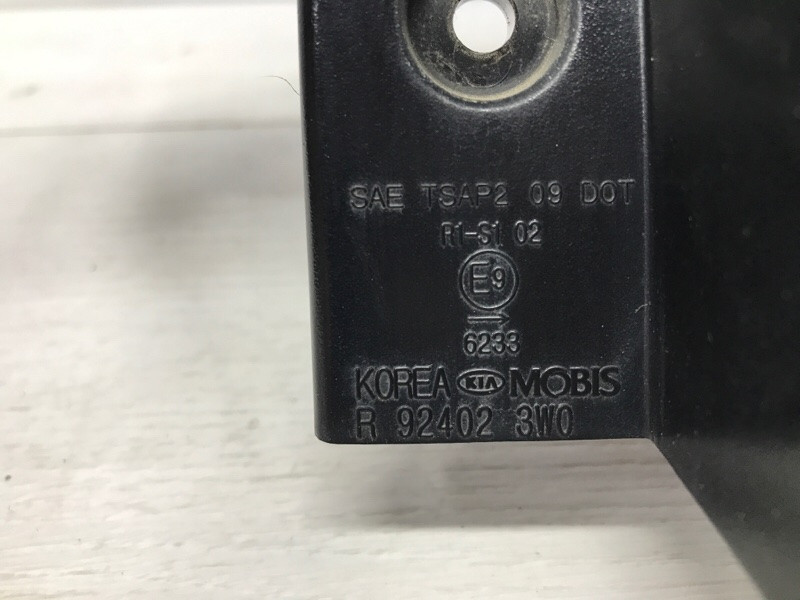 SAE TSAP2 09 DOT
R1-S1 02
E9
→
6233
KOREA KIA MOBIS
R 92402 3W0